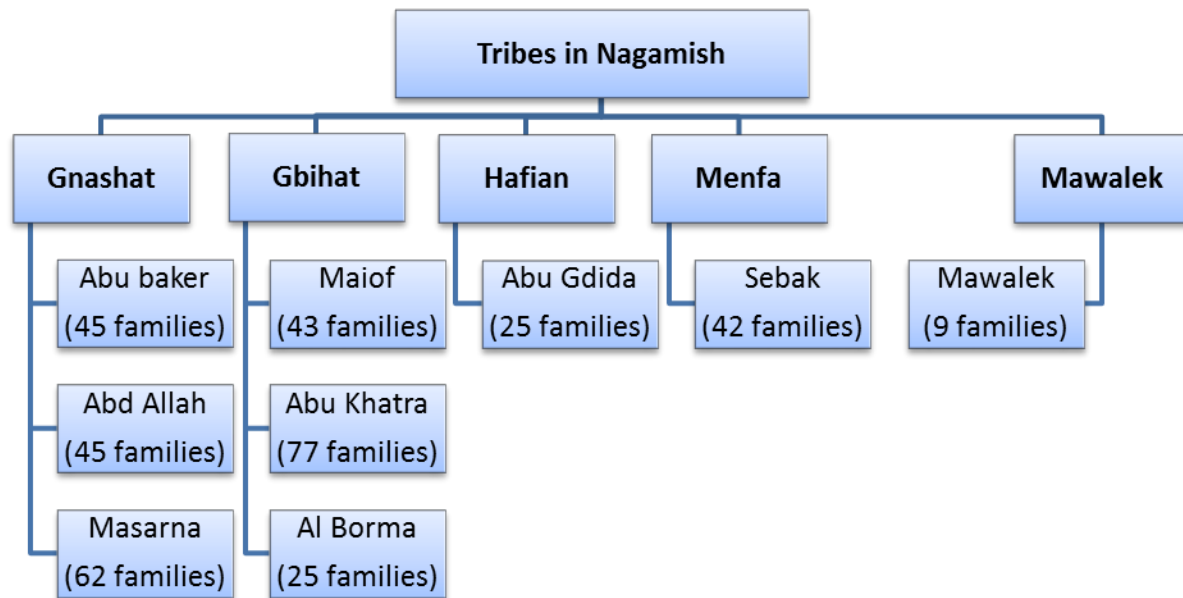 Tribes in Nagamish
Gnashat
Gbihat
Hafian
Menfa
Mawalek
Abu baker
(45 families)
Maiof
(43 families)
Abu Gdida
(25 families)
Sebak
(42 families)
Mawalek
(9 families)
Abd Allah
(45 families)
Abu Khatra
(77 families)
Masarna
(62 families)
Al Borma
(25 families)